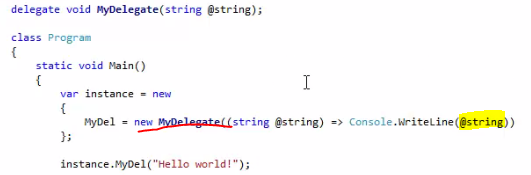 delegate void MyDelegate(string @string);
class Program
{
static void Main()
{
var instance = new
{
MyDel = new MyDelegate((string @string) => Console.WriteLine(@string))
};
instance.MyDel("Hello world!");